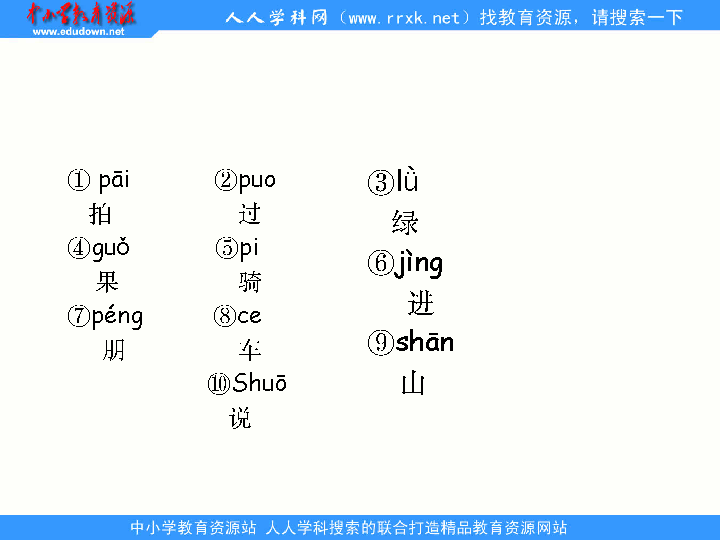 中小学教育资源
www.edudown.net
人人学科网（www.rrxk.net）找教育资源，请搜索一下
① pāi ②puo ③lǜ
拍 过 绿
④guǒ ⑤pi ⑥jìng
果 骑 进
⑦péng ⑧ce ⑨shān
朋 车 山
⑩Shuō
说
中小学教育资源站 人人学科搜索的联合打造精品教育资源网站